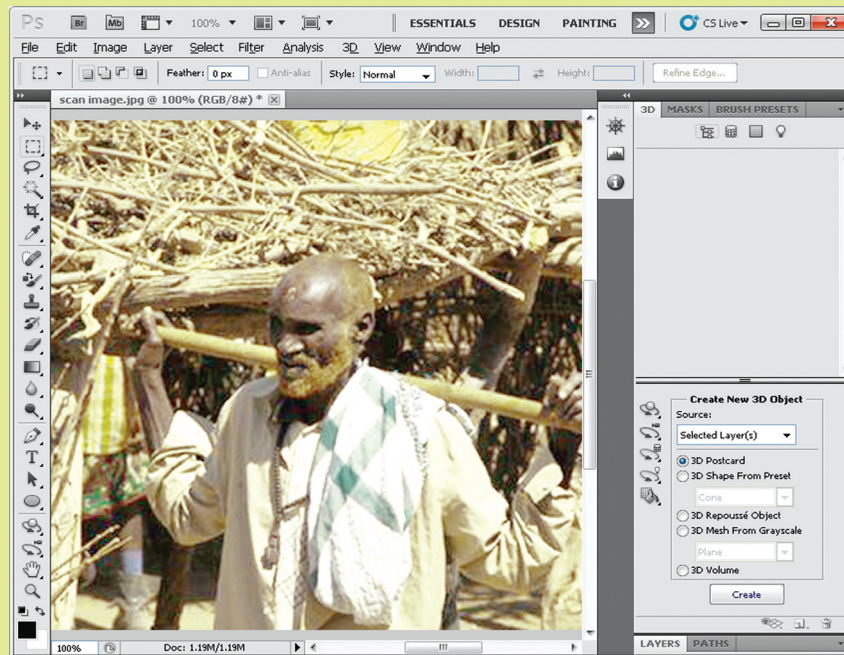 Ps Br Mb 100% ESSENTIALS DESIGN PAINTING CS Live
File Edit Image Layer Select Filter Analysis 3D View Window Help
Feather: 0 px Anti-alias Style: Normal Width: Height: Refine Edge...
scan image.jpg @ 100% (RGB/8#) *
3D MASKS BRUSH PRESETS
Create New 3D Object
Source:
Selected Layer(s)
3D Postcard
3D Shape From Preset
Cone
3D Repoussé Object
3D Mesh From Grayscale
Plane
3D Volume
Create
100% Doc: 1.19M/1.19M
LAYERS PATHS